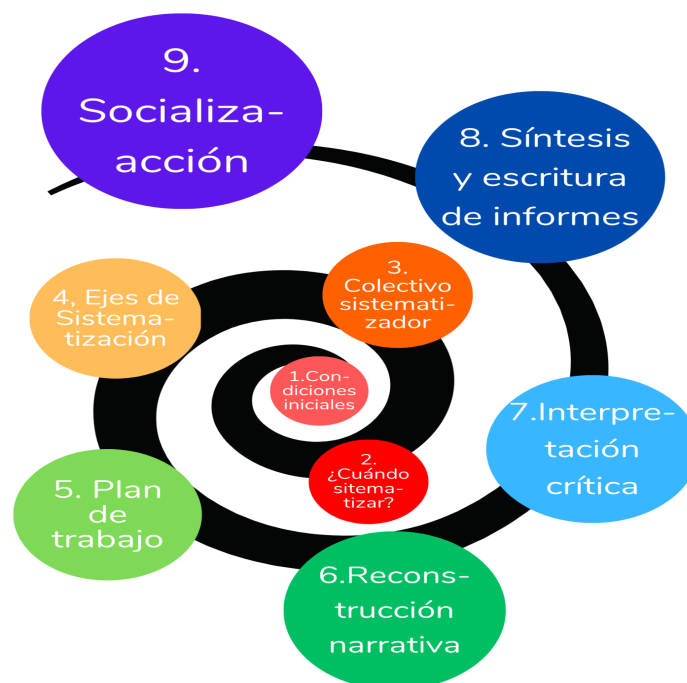 1.Con-
diciones
iniciales
2.
¿Cuándo
sitema-
tizar?
3.
Colectivo
sistemati-
zador
4, Ejes de
Sistema-
tización
5. Plan
de
trabajo
6.Recons-
trucción
narrativa
7.Interpre-
tación
crítica
8. Síntesis
y escritura
de informes
9.
Socializa-
acción